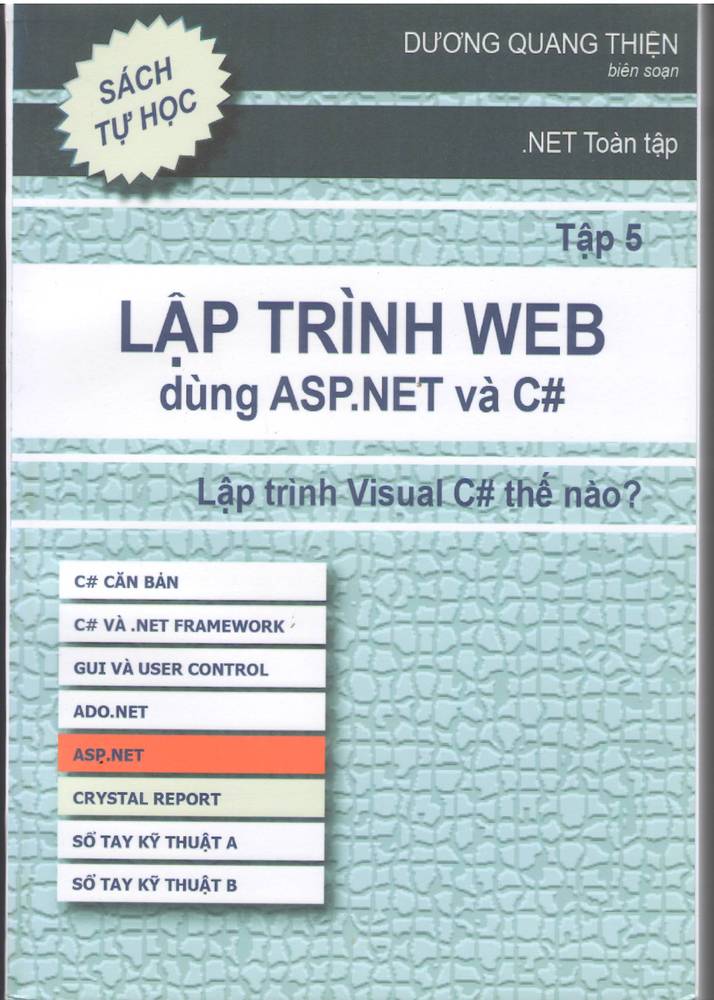 DƯƠNG QUANG THIỆN
biên soạn
SÁCH
TỰ HỌC
.NET Toàn tập
Tập 5
LẬP TRÌNH WEB
dùng ASP.NET và C#
Lập trình Visual C# thế nào?
C# CĂN BẢN
C# VÀ .NET FRAMEWORK
GUI VÀ USER CONTROL
ADO.NET
ASP.NET
CRYSTAL REPORT
SỔ TAY KỸ THUẬT A
SỔ TAY KỸ THUẬT B